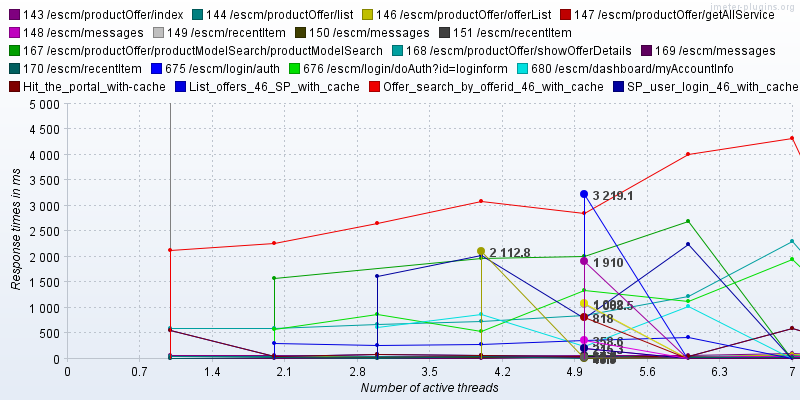 jmeter-plugins.org
143 /escm/productOffer/index 144 /escm/productOffer/list 146 /escm/productOffer/offerList 147 /escm/productOffer/getAllService
148 /escm/messages 149 /escm/recentItem 150 /escm/messages 151 /escm/recentItem
167 /escm/productOffer/productModelSearch/productModelSearch 168 /escm/productOffer/showOfferDetails 169 /escm/messages
170 /escm/recentItem 675 /escm/login/auth 676 /escm/login/doAuth?id=loginform 680 /escm/dashboard/myAccountInfo
Hit_the_portal_with-cache List_offers_46_SP_with_cache Offer_search_by_offerid_46_with_cache SP_user_login_46_with_cache
5 000
4 500
4 000
3 500
3 000
2 500
2 000
1 500
1 000
500
0
Response times in ms
3 219.1
2 112.8
1 910
818
358.6
0 0.7 1.4 2.1 2.8 3.5 4.2 4.9 5.6 6.3 7
Number of active threads